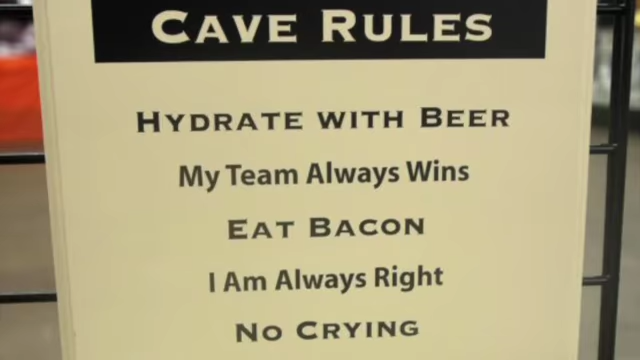 CAVE RULES
HYDRATE WITH BEER
My Team Always Wins
EAT BACON
I Am Always Right
NO CRYING